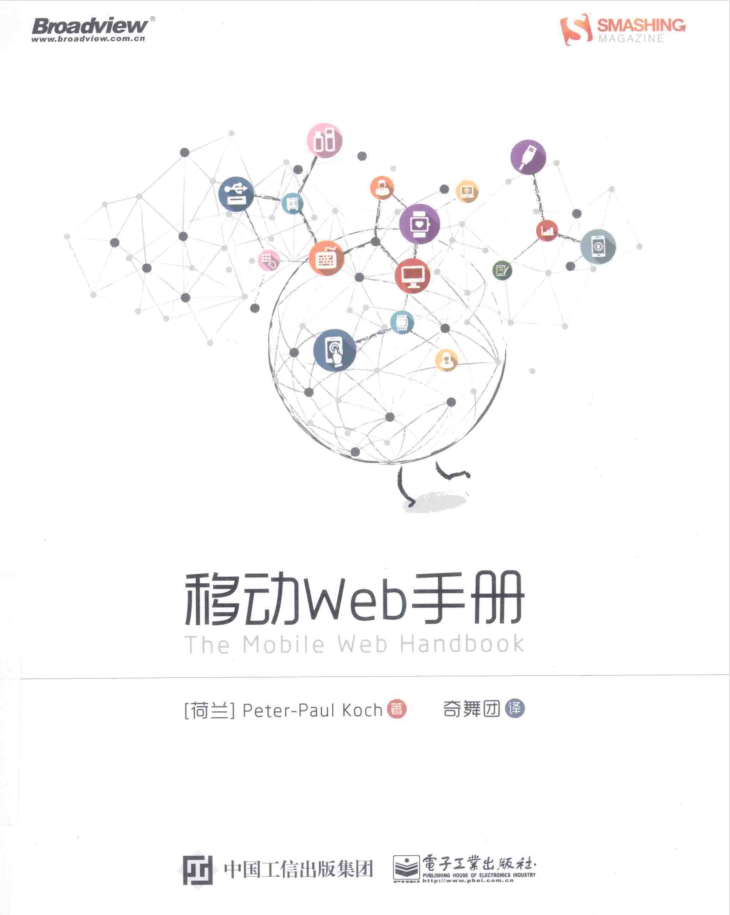 Broadview®
www.broadview.com.cn
SMASHING
MAGAZINE
移动Web手册
The Mobile Web Handbook
[荷兰] Peter-Paul Koch 著 奇舞团 译
中国工信出版集团
電子工業出版社·
PUBLISHING HOUSE OF ELECTRONICS INDUSTRY
http://www.phei.com.cn